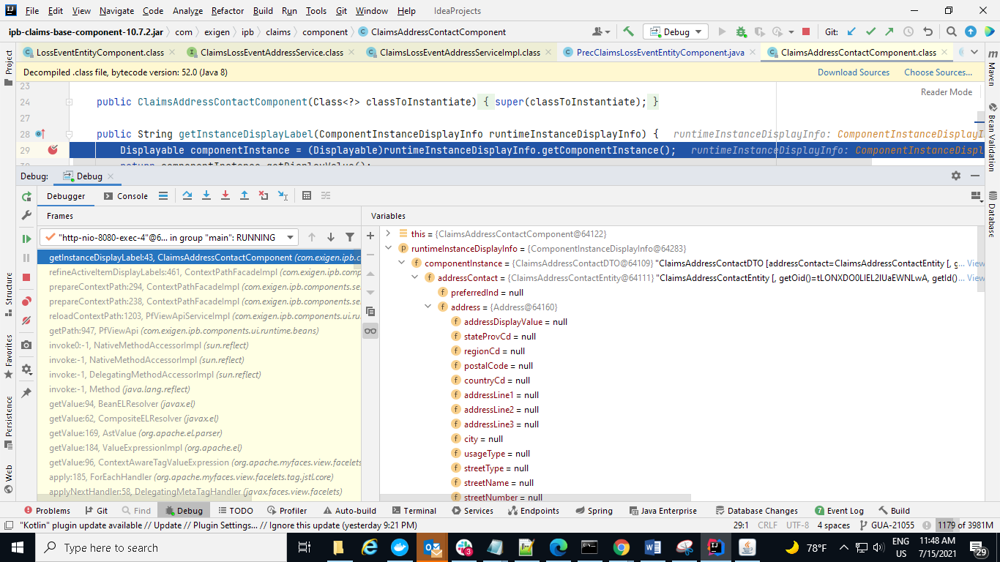 File Edit View Navigate Code Analyze Refactor Build Run Tools Git Window Help IdeaProjects
ipb-claims-base-component-10.7.2.jar com exigen ipb claims component ClaimsAddressContactComponent Debug Git:
LossEventEntityComponent.class ClaimsLossEventAddressService.class ClaimsLossEventAddressServiceImpl.class PrecClaimsLossEventEntityComponent.java ClaimsAddressContactComponent.class
Decompiled .class file, bytecode version: 52.0 (Java 8) Download Sources Choose Sources...
23
Reader Mode
24 public ClaimsAddressContactComponent(Class<?> classToInstantiate) { super(classToInstantiate); }
27
28 public String getInstanceDisplayLabel(ComponentInstanceDisplayInfo runtimeInstanceDisplayInfo) { runtimeInstanceDisplayInfo: ComponentInstanceDisplayI
29 Displayable componentInstance = (Displayable)runtimeInstanceDisplayInfo.getComponentInstance(); runtimeInstanceDisplayInfo: ComponentInstanceDispl
return componentInstance.getDisplayValue();
Debug: Debug
Debugger Console
Frames Variables
"http-nio-8080-exec-4"@6... in group "main": RUNNING
getInstanceDisplayLabel:43, ClaimsAddressContactComponent (com.exigen.ipb.c
refineActiveItemDisplayLabels:461, ContextPathFacadeImpl (com.exigen.ipb.comp
prepareContextPath:294, ContextPathFacadeImpl (com.exigen.ipb.components.se
prepareContextPath:238, ContextPathFacadeImpl (com.exigen.ipb.components.se
reloadContextPath:1203, PfViewApiServiceImpl (com.exigen.ipb.components.ui.ru
getPath:947, PfViewApi (com.exigen.ipb.components.ui.runtime.beans)
invoke0:-1, NativeMethodAccessorImpl (sun.reflect)
invoke:-1, NativeMethodAccessorImpl (sun.reflect)
invoke:-1, DelegatingMethodAccessorImpl (sun.reflect)
invoke:-1, Method (java.lang.reflect)
getValue:94, BeanELResolver (javax.el)
getValue:62, CompositeELResolver (javax.el)
getValue:169, AstValue (org.apache.el.parser)
getValue:184, ValueExpressionImpl (org.apache.el)
getValue:96, ContextAwareTagValueExpression (org.apache.myfaces.view.facelets
apply:185, ForEachHandler (org.apache.myfaces.view.facelets.tag.jstl.core)
applyNextHandler:58, DelegatingMetaTagHandler (javax.faces.view.facelets)
this = {ClaimsAddressContactComponent@64122}
runtimeInstanceDisplayInfo = {ComponentInstanceDisplayInfo@64283}
componentInstance = {ClaimsAddressContactDTO@64109} "ClaimsAddressContactDTO [addressContact=ClaimsAddressContactEntity [, g... View
addressContact = {ClaimsAddressContactEntity@64111} "ClaimsAddressContactEntity [, getOid()=tLONXDO0LIEL2IUaEWNLwA, getId()... View
preferredInd = null
address = {Address@64160}
addressDisplayValue = null
stateProvCd = null
regionCd = null
postalCode = null
countryCd = null
addressLine1 = null
addressLine2 = null
addressLine3 = null
city = null
usageType = null
streetType = null
streetName = null
streetNumber = null
Project
Structure
Favorites
Persistence
Web
Maven
Bean Validation
Database
Problems Git Find Debug TODO Profiler Auto-build Terminal Services Endpoints Spring Java Enterprise Database Changes 7 Event Log Build
"Kotlin" plugin update available // Update // Plugin Settings... // Ignore this update (yesterday 9:21 PM) 29:1 CRLF UTF-8 4 spaces GUA-21055 1179 of 3981M
Type here to search 3 78°F ENG US 11:48 AM 7/15/2021 29